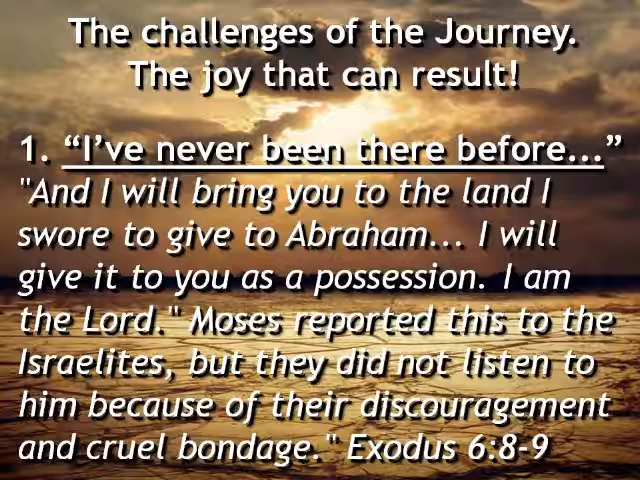 The challenges of the Journey.
The joy that can result!
1. “I’ve never been there before...”
"And I will bring you to the land I
swore to give to Abraham... I will
give it to you as a possession. I am
the Lord." Moses reported this to the
Israelites, but they did not listen to
him because of their discouragement
and cruel bondage." Exodus 6:8-9